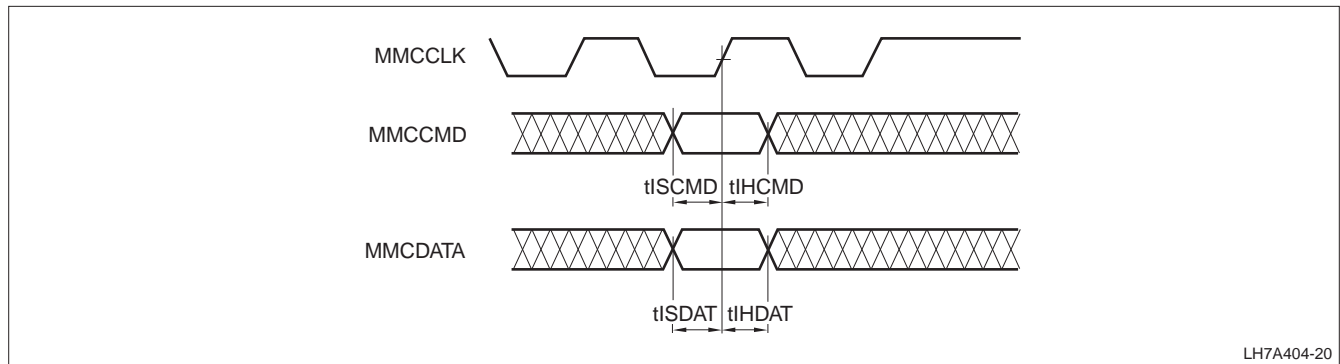 MMCCLK
MMCCMD
tISCMD tIHCMD
MMCDATA
tISDAT tIHDAT
LH7A404-20